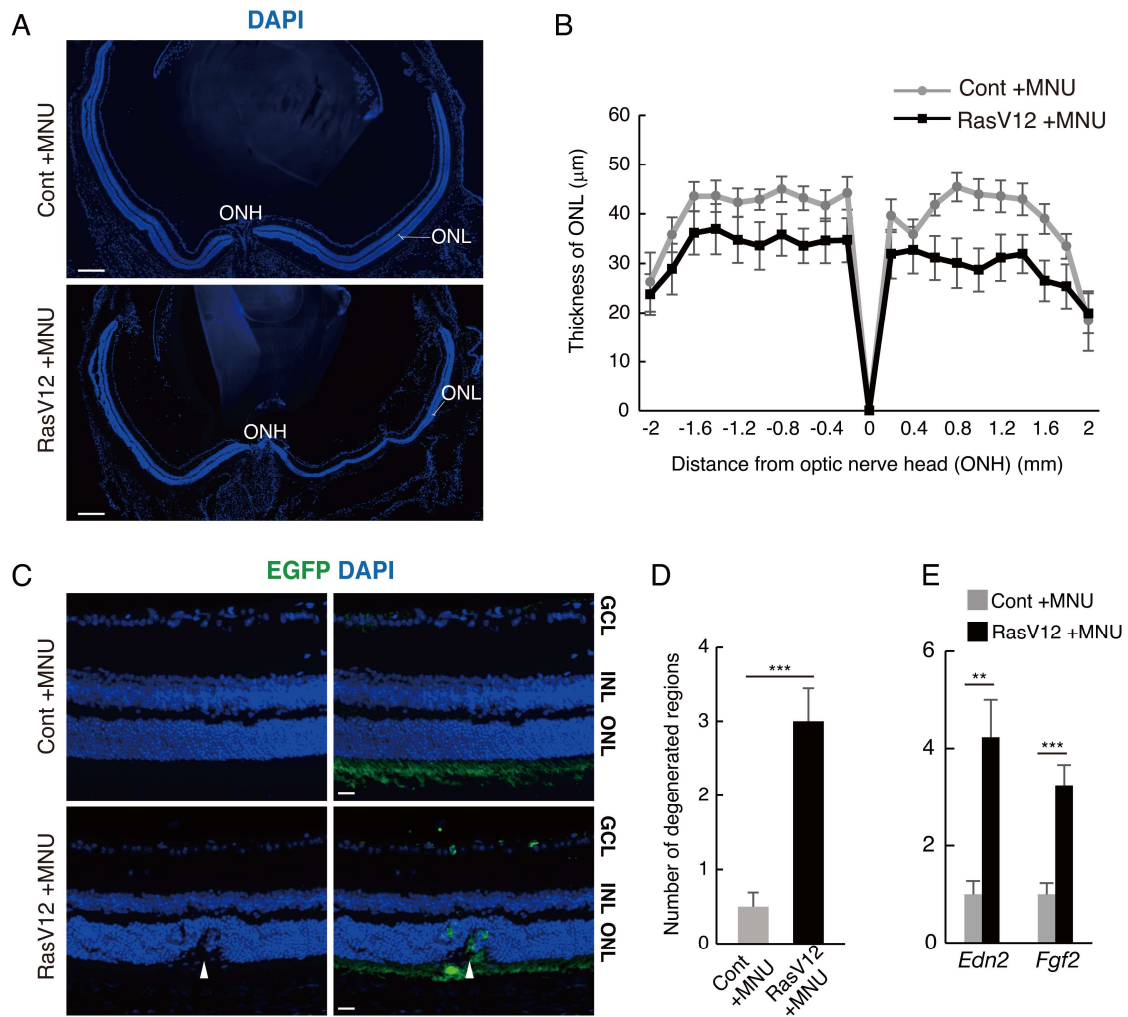 A
DAPI
Cont +MNU
ONH
ONL
RasV12 +MNU
ONH
ONL
B
Cont +MNU
RasV12 +MNU
Thickness of ONL (μm)
60
50
40
30
20
10
0
-2 -1.6 -1.2 -0.8 -0.4 0 0.4 0.8 1.2 1.6 2
Distance from optic nerve head (ONH) (mm)
C
EGFP DAPI
Cont +MNU
GCL
INL
ONL
RasV12 +MNU
GCL
INL
ONL
D
Number of degenerated regions
4
3
2
1
0
***
Cont
+MNU
RasV12
+MNU
E
Cont +MNU
RasV12 +MNU
6
4
2
0
**
***
Edn2 Fgf2